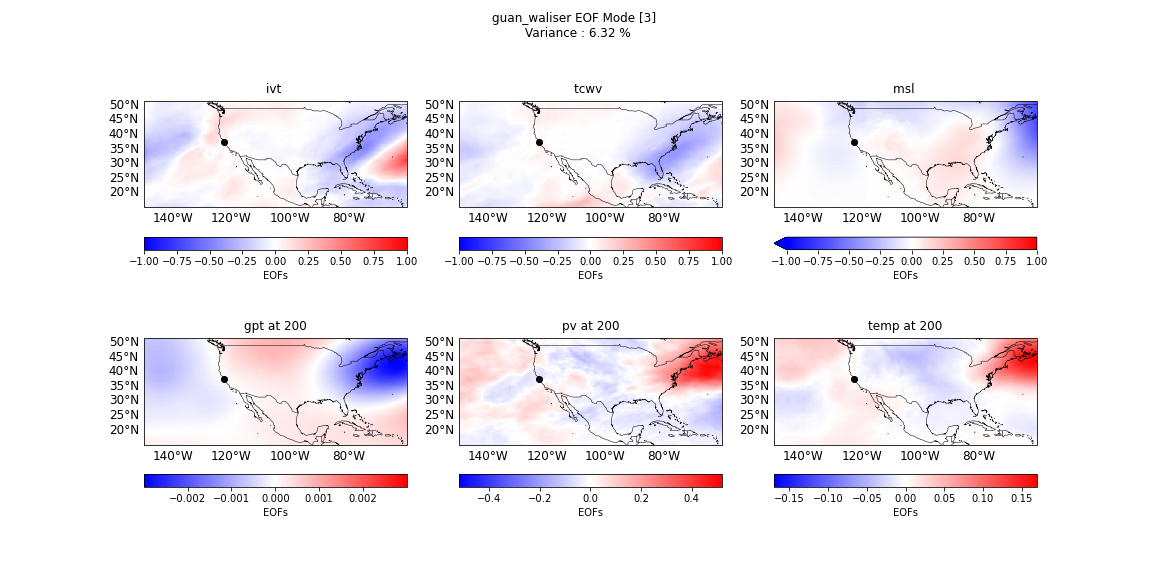 guan_waliser EOF Mode [3]
Variance : 6.32 %
ivt
tcwv
msl
50°N
45°N
40°N
35°N
30°N
25°N
20°N
140°W 120°W 100°W 80°W
50°N
45°N
40°N
35°N
30°N
25°N
20°N
140°W 120°W 100°W 80°W
50°N
45°N
40°N
35°N
30°N
25°N
20°N
140°W 120°W 100°W 80°W
−1.00 −0.75 −0.50 −0.25 0.00 0.25 0.50 0.75 1.00
EOFs
−1.00 −0.75 −0.50 −0.25 0.00 0.25 0.50 0.75 1.00
EOFs
−1.00 −0.75 −0.50 −0.25 0.00 0.25 0.50 0.75 1.00
EOFs
gpt at 200
pv at 200
temp at 200
50°N
45°N
40°N
35°N
30°N
25°N
20°N
140°W 120°W 100°W 80°W
50°N
45°N
40°N
35°N
30°N
25°N
20°N
140°W 120°W 100°W 80°W
50°N
45°N
40°N
35°N
30°N
25°N
20°N
140°W 120°W 100°W 80°W
−0.002 −0.001 0.000 0.001 0.002
EOFs
−0.4 −0.2 0.0 0.2 0.4
EOFs
−0.15 −0.10 −0.05 0.00 0.05 0.10 0.15
EOFs